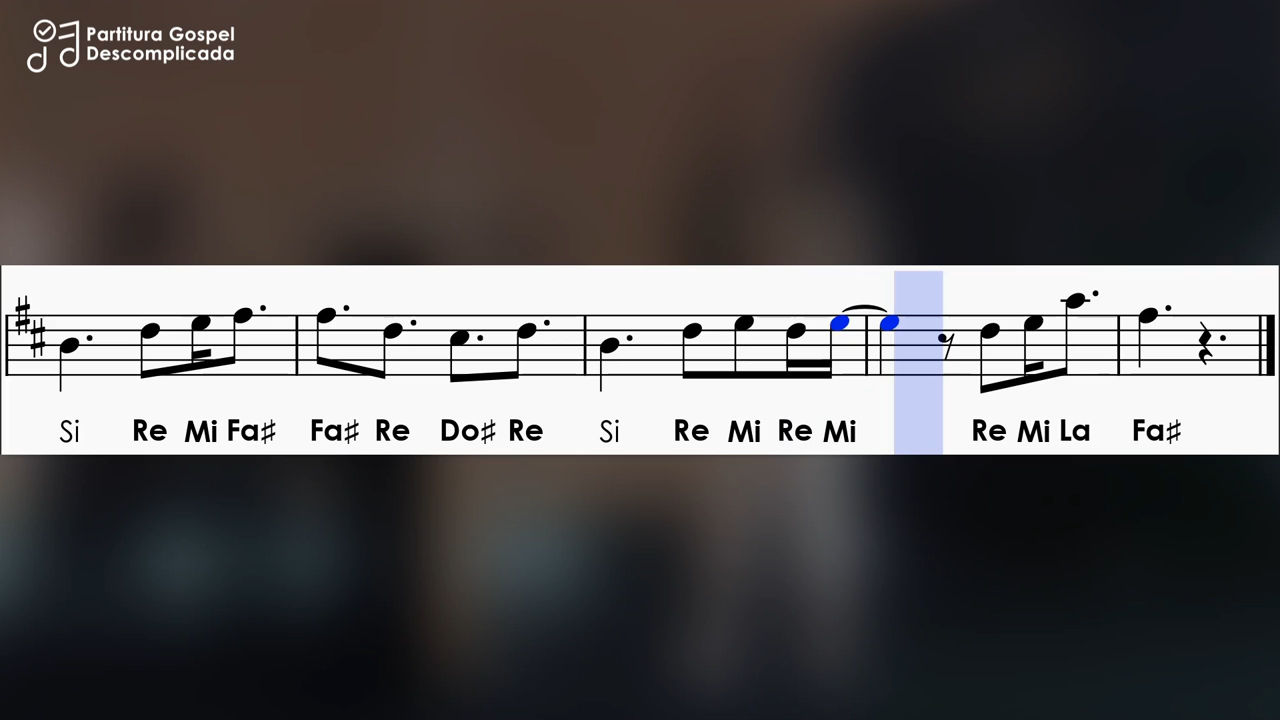 Partitura Gospel
Descomplicada
Si Re Mi Fa♯ Fa♯ Re Do♯ Re Si Re Mi Re Mi Re Mi La Fa♯